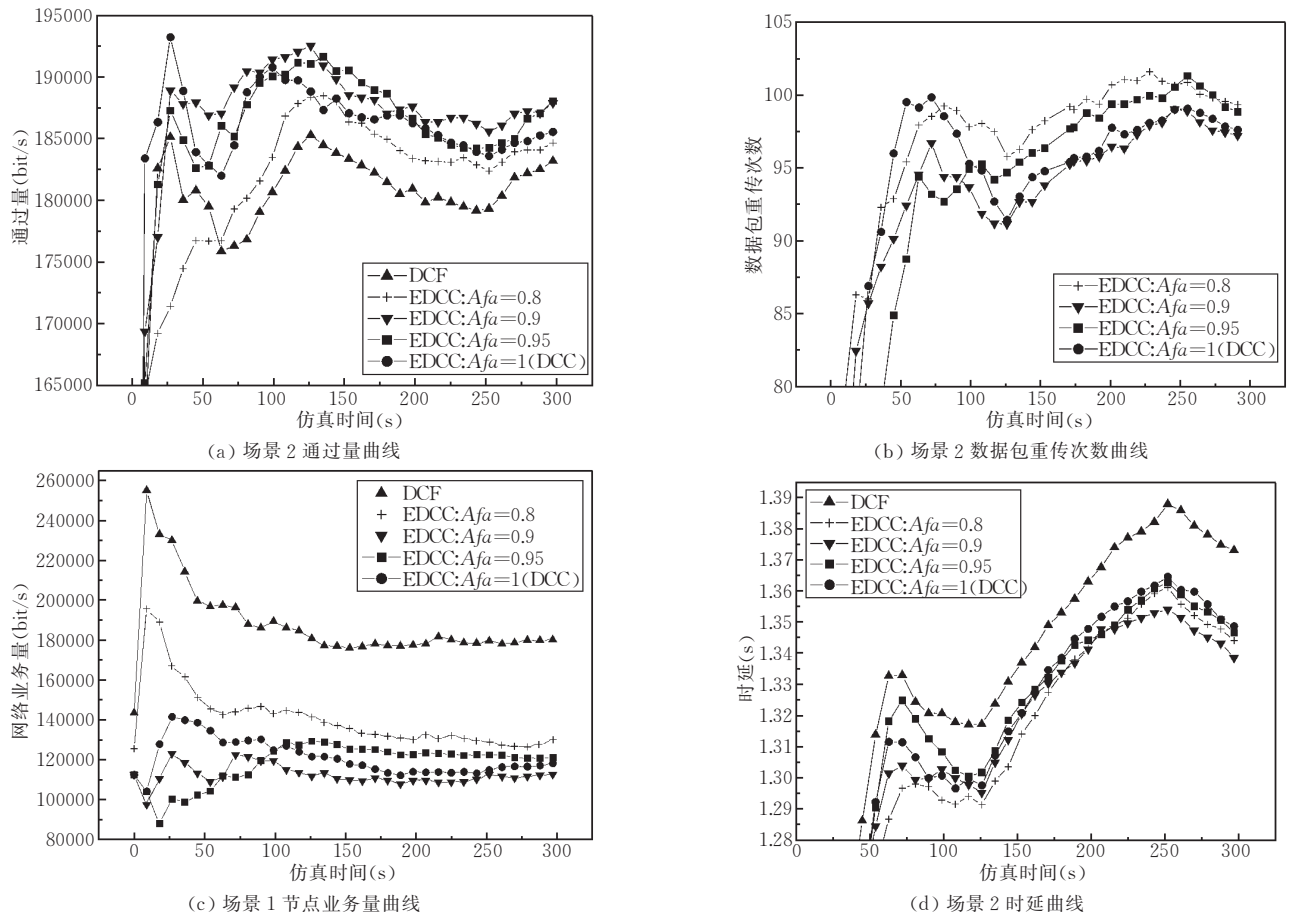 195000
190000
185000
180000
175000
170000
165000
通过量(bit/s)
DCF
EDCC:Afa=0.8
EDCC:Afa=0.9
EDCC:Afa=0.95
EDCC:Afa=1(DCC)
0 50 100 150 200 250 300
仿真时间(s)
(a) 场景 2 通过量曲线
105
100
95
90
85
80
数据包重传次数
EDCC:Afa=0.8
EDCC:Afa=0.9
EDCC:Afa=0.95
EDCC:Afa=1(DCC)
0 50 100 150 200 250 300
仿真时间(s)
(b) 场景 2 数据包重传次数曲线
260000
240000
220000
200000
180000
160000
140000
120000
100000
80000
网络业务量(bit/s)
DCF
EDCC:Afa=0.8
EDCC:Afa=0.9
EDCC:Afa=0.95
EDCC:Afa=1(DCC)
0 50 100 150 200 250 300
仿真时间(s)
(c) 场景 1 节点业务量曲线
1.39
1.38
1.37
1.36
1.35
1.34
1.33
1.32
1.31
1.30
1.29
1.28
时延(s)
DCF
EDCC:Afa=0.8
EDCC:Afa=0.9
EDCC:Afa=0.95
EDCC:Afa=1(DCC)
0 50 100 150 200 250 300
仿真时间(s)
(d) 场景 2 时延曲线